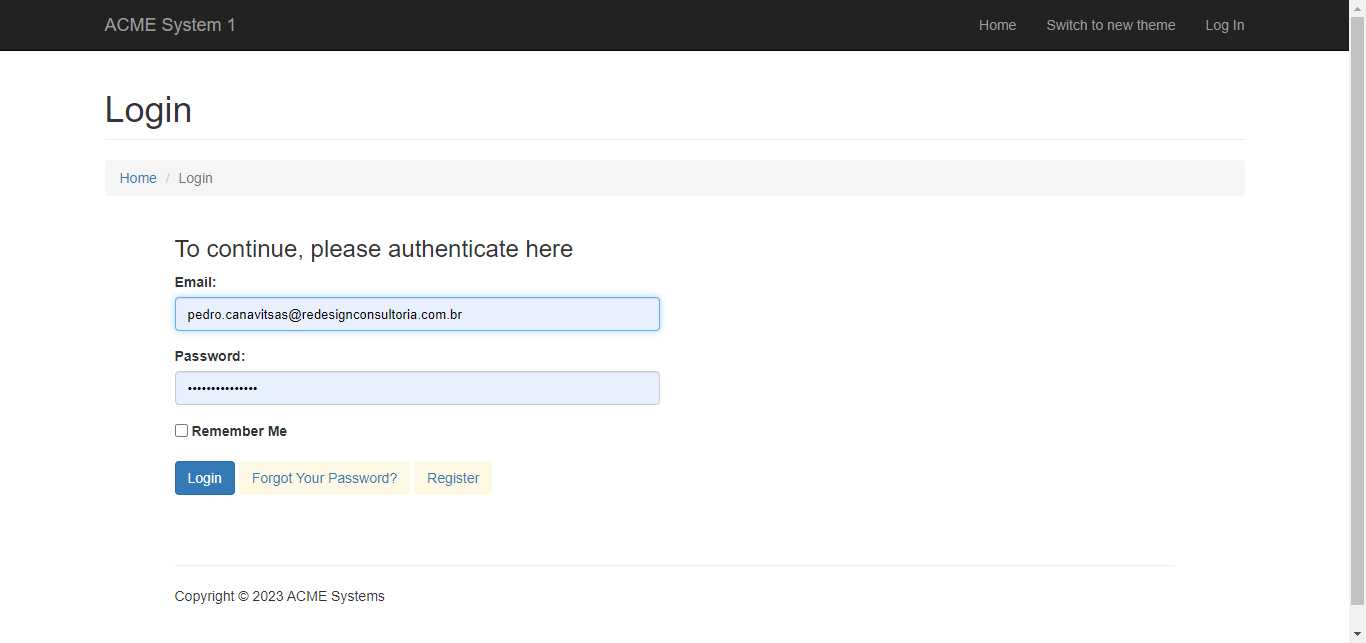 ACME System 1 Home Switch to new theme Log In
Login
Home / Login
To continue, please authenticate here
Email:
pedro.canavitsas@redesignconsultoria.com.br
Password:
•••••••••••••••
Remember Me
Login Forgot Your Password? Register
Copyright © 2023 ACME Systems